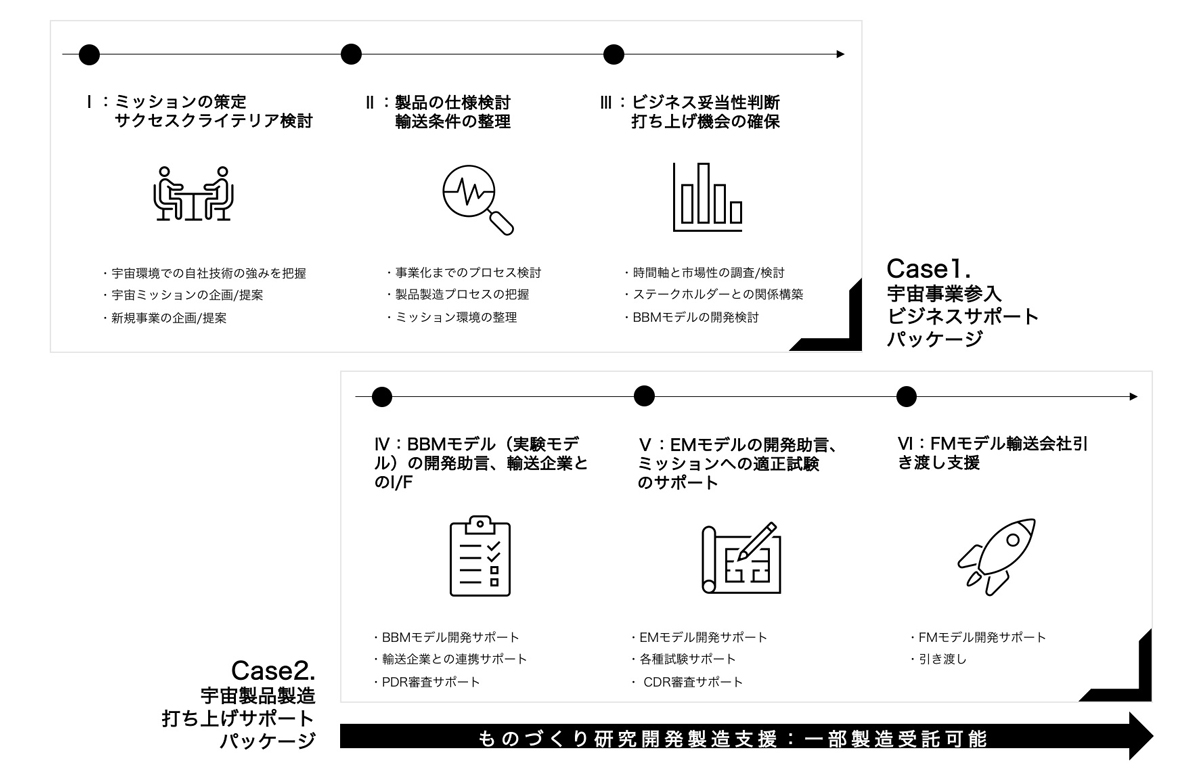 Ⅰ：ミッションの策定
サクセスクライテリア検討
Ⅱ：製品の仕様検討
輸送条件の整理
Ⅲ：ビジネス妥当性判断
打ち上げ機会の確保
・宇宙環境での自社技術の強みを把握
・宇宙ミッションの企画/提案
・新規事業の企画/提案
・事業化までのプロセス検討
・製品製造プロセスの把握
・ミッション環境の整理
・時間軸と市場性の調査/検討
・ステークホルダーとの関係構築
・BBMモデルの開発検討
Case1.
宇宙事業参入
ビジネスサポート
パッケージ
Ⅳ：BBMモデル（実験モデ
ル）の開発助言、輸送企業と
のI/F
Ⅴ：EMモデルの開発助言、
ミッションへの適正試験
のサポート
Ⅵ：FMモデル輸送会社引
き渡し支援
・BBMモデル開発サポート
・輸送企業との連携サポート
・PDR審査サポート
・EMモデル開発サポート
・各種試験サポート
・ CDR審査サポート
・FMモデル開発サポート
・引き渡し
Case2.
宇宙製品製造
打ち上げサポート
パッケージ
ものづくり研究開発製造支援：一部製造受託可能